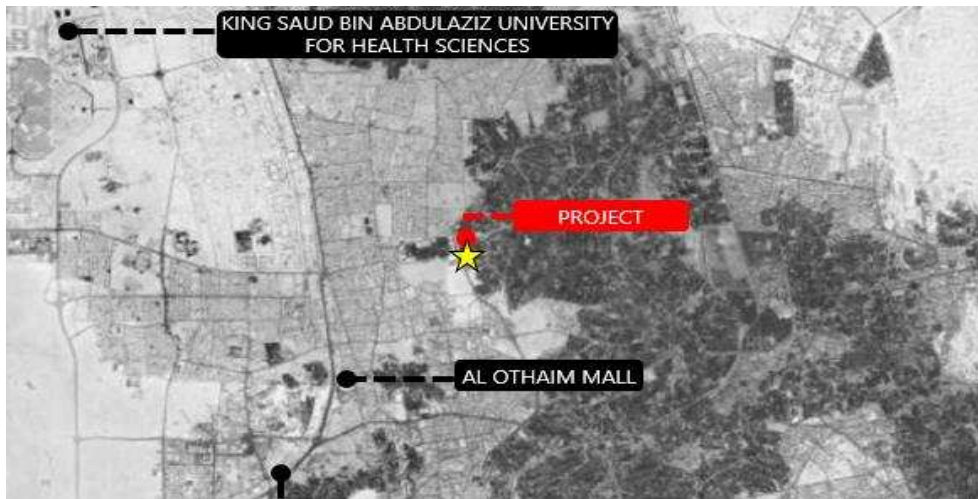 KING SAUD BIN ABDULAZIZ UNIVERSITY
FOR HEALTH SCIENCES
PROJECT
AL OTHAIM MALL